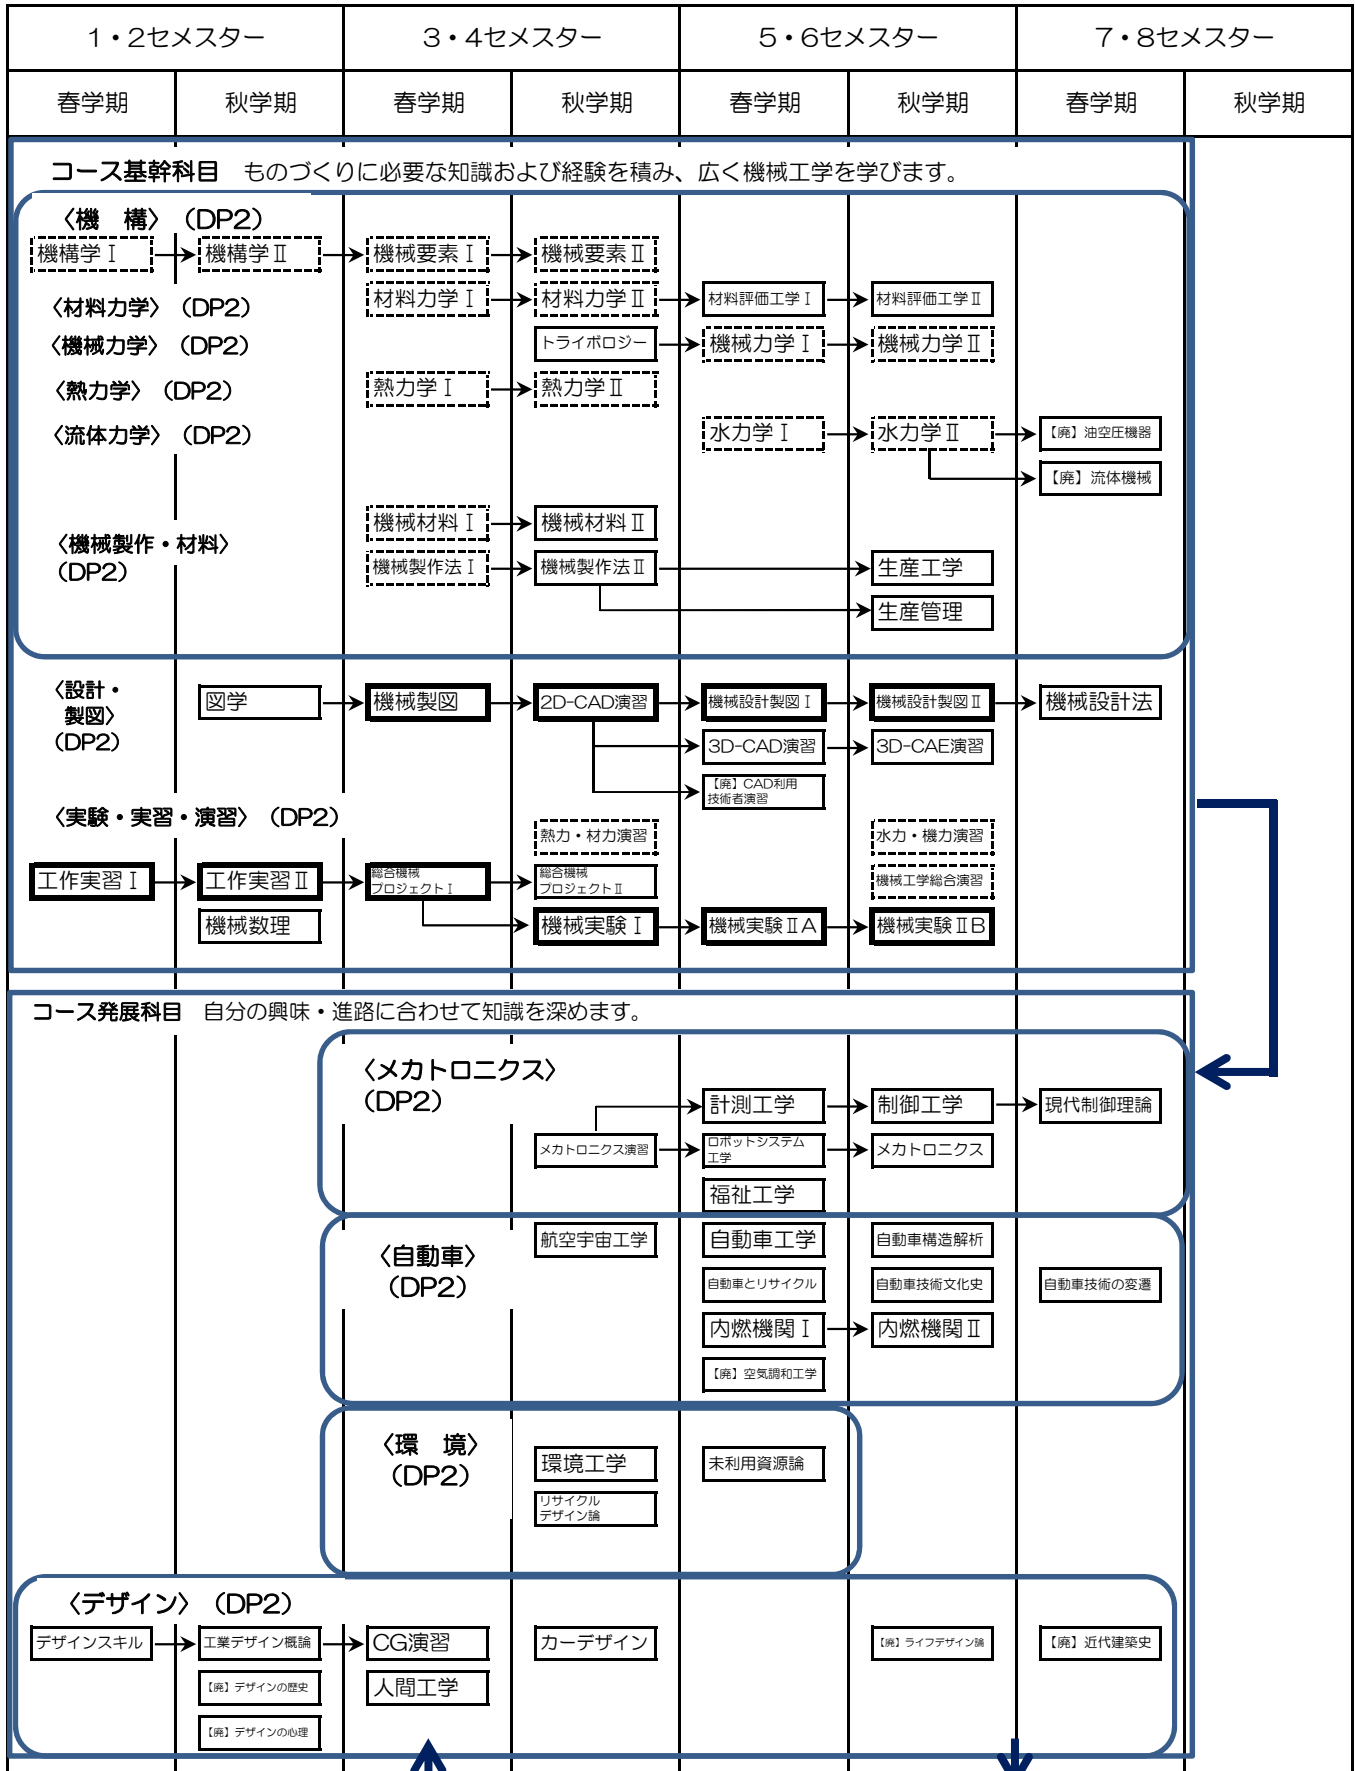 1・2セメスター 3・4セメスター 5・6セメスター 7・8セメスター
春学期 秋学期 春学期 秋学期 春学期 秋学期 春学期 秋学期
コース基幹科目 ものづくりに必要な知識および経験を積み、広く機械工学を学びます。
〈機 構〉（DP2）
機構学Ⅰ 機構学Ⅱ 機械要素Ⅰ 機械要素Ⅱ
〈材料力学〉（DP2） 材料力学Ⅰ 材料力学Ⅱ 材料評価工学Ⅰ 材料評価工学Ⅱ
〈機械力学〉（DP2） トライボロジー 機械力学Ⅰ 機械力学Ⅱ
〈熱力学〉（DP2） 熱力学Ⅰ 熱力学Ⅱ
〈流体力学〉（DP2） 水力学Ⅰ 水力学Ⅱ 【廃】油空圧機器
【廃】流体機械
機械材料Ⅰ 機械材料Ⅱ
〈機械製作・材料〉
（DP2） 機械製作法Ⅰ 機械製作法Ⅱ 生産工学
生産管理
〈設計・
製図〉
（DP2）
図学 機械製図 2D-CAD演習 機械設計製図Ⅰ 機械設計製図Ⅱ 機械設計法
3D-CAD演習 3D-CAE演習
【廃】CAD利用
技術者演習
〈実験・実習・演習〉（DP2）
熱力・材力演習 水力・機力演習
工作実習Ⅰ 工作実習Ⅱ 総合機械
プロジェクトⅠ 総合機械
プロジェクトⅡ 機械工学総合演習
機械数理 機械実験Ⅰ 機械実験ⅡA 機械実験ⅡB
コース発展科目 自分の興味・進路に合わせて知識を深めます。
〈メカトロニクス〉
（DP2）
計測工学 制御工学 現代制御理論
メカトロニクス演習 ロボットシステム
工学 メカトロニクス
福祉工学
〈自動車〉
（DP2）
航空宇宙工学 自動車工学 自動車構造解析
自動車とリサイクル 自動車技術文化史 自動車技術の変遷
内燃機関Ⅰ 内燃機関Ⅱ
【廃】空気調和工学
〈環 境〉
（DP2）
環境工学 未利用資源論
リサイクル
デザイン論
〈デザイン〉（DP2）
デザインスキル 工業デザイン概論 CG演習 カーデザイン 【廃】ライフデザイン論 【廃】近代建築史
【廃】デザインの歴史 人間工学
【廃】デザインの心理